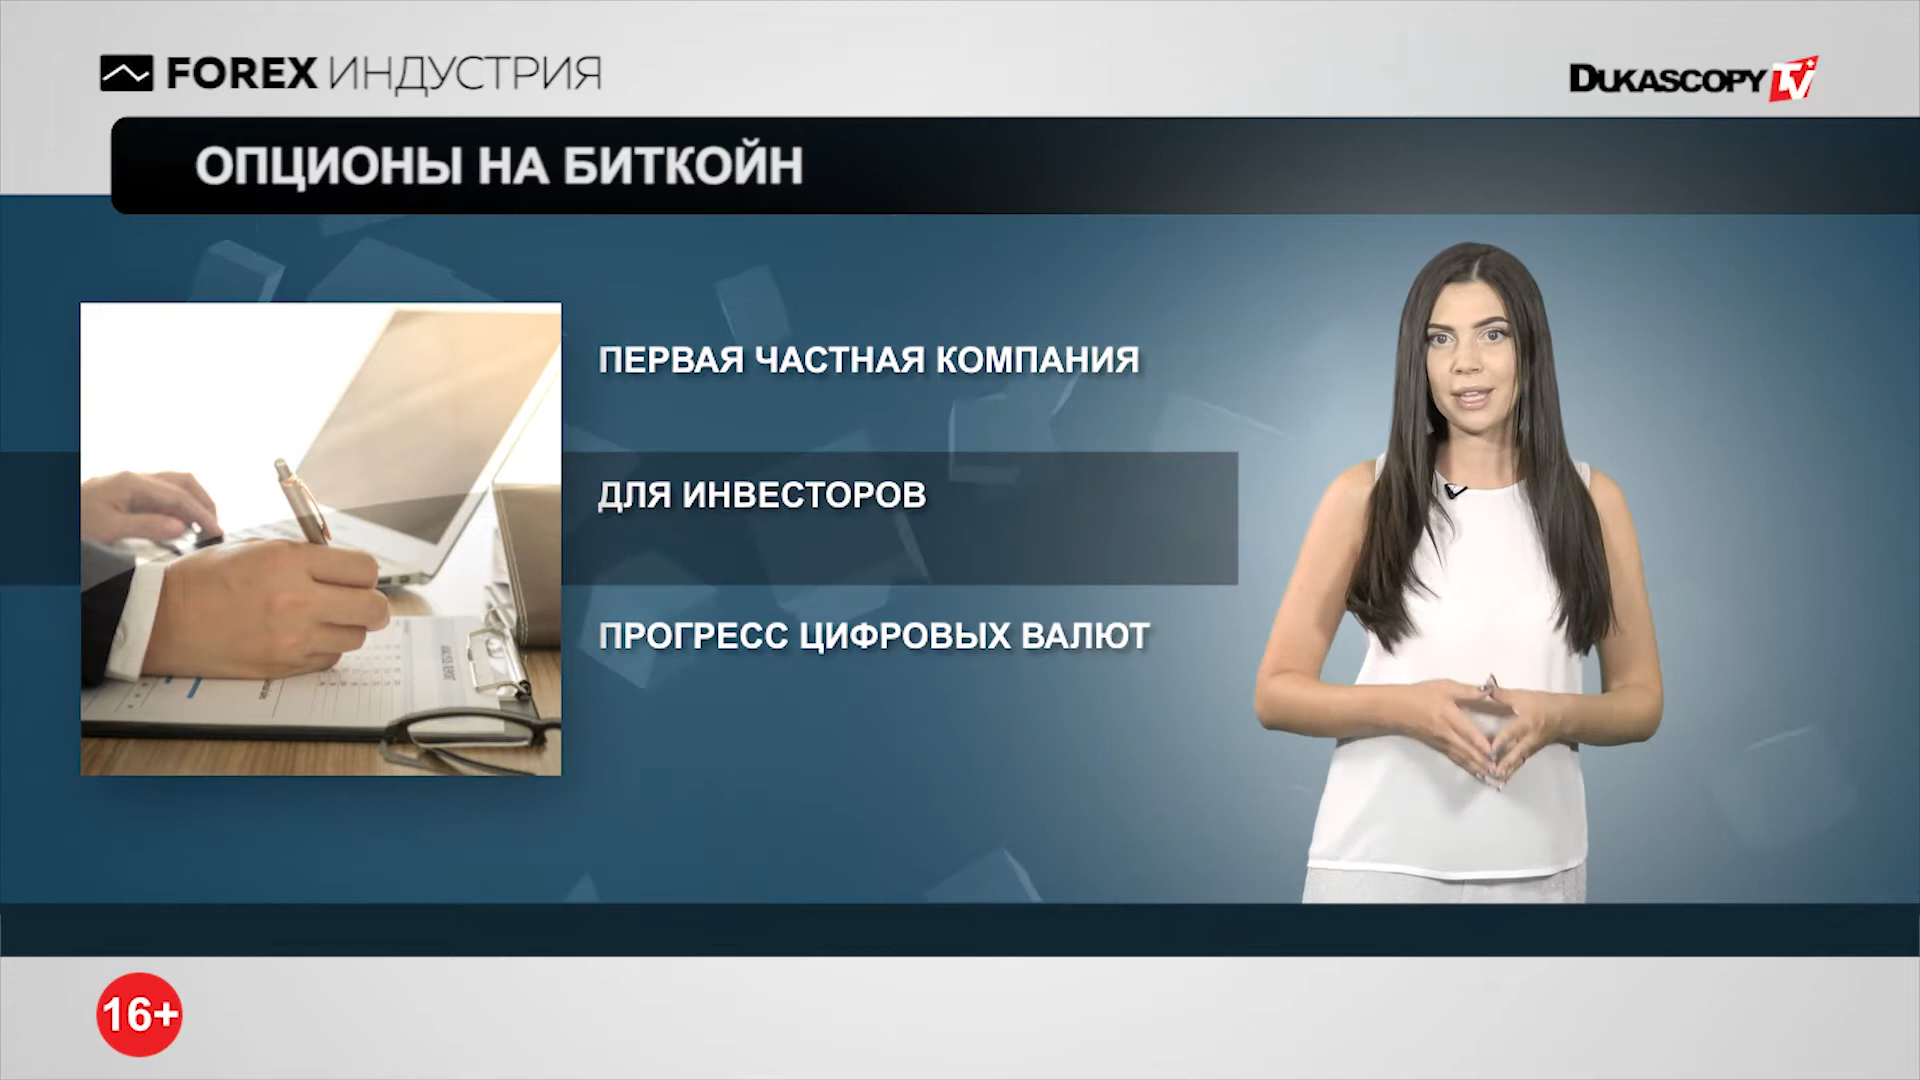 FOREX ИНДУСТРИЯ
DUKASCOPY TV
ОПЦИОНЫ НА БИТКОЙН
ПЕРВАЯ ЧАСТНАЯ КОМПАНИЯ
ДЛЯ ИНВЕСТОРОВ
ПРОГРЕСС ЦИФРОВЫХ ВАЛЮТ
16+